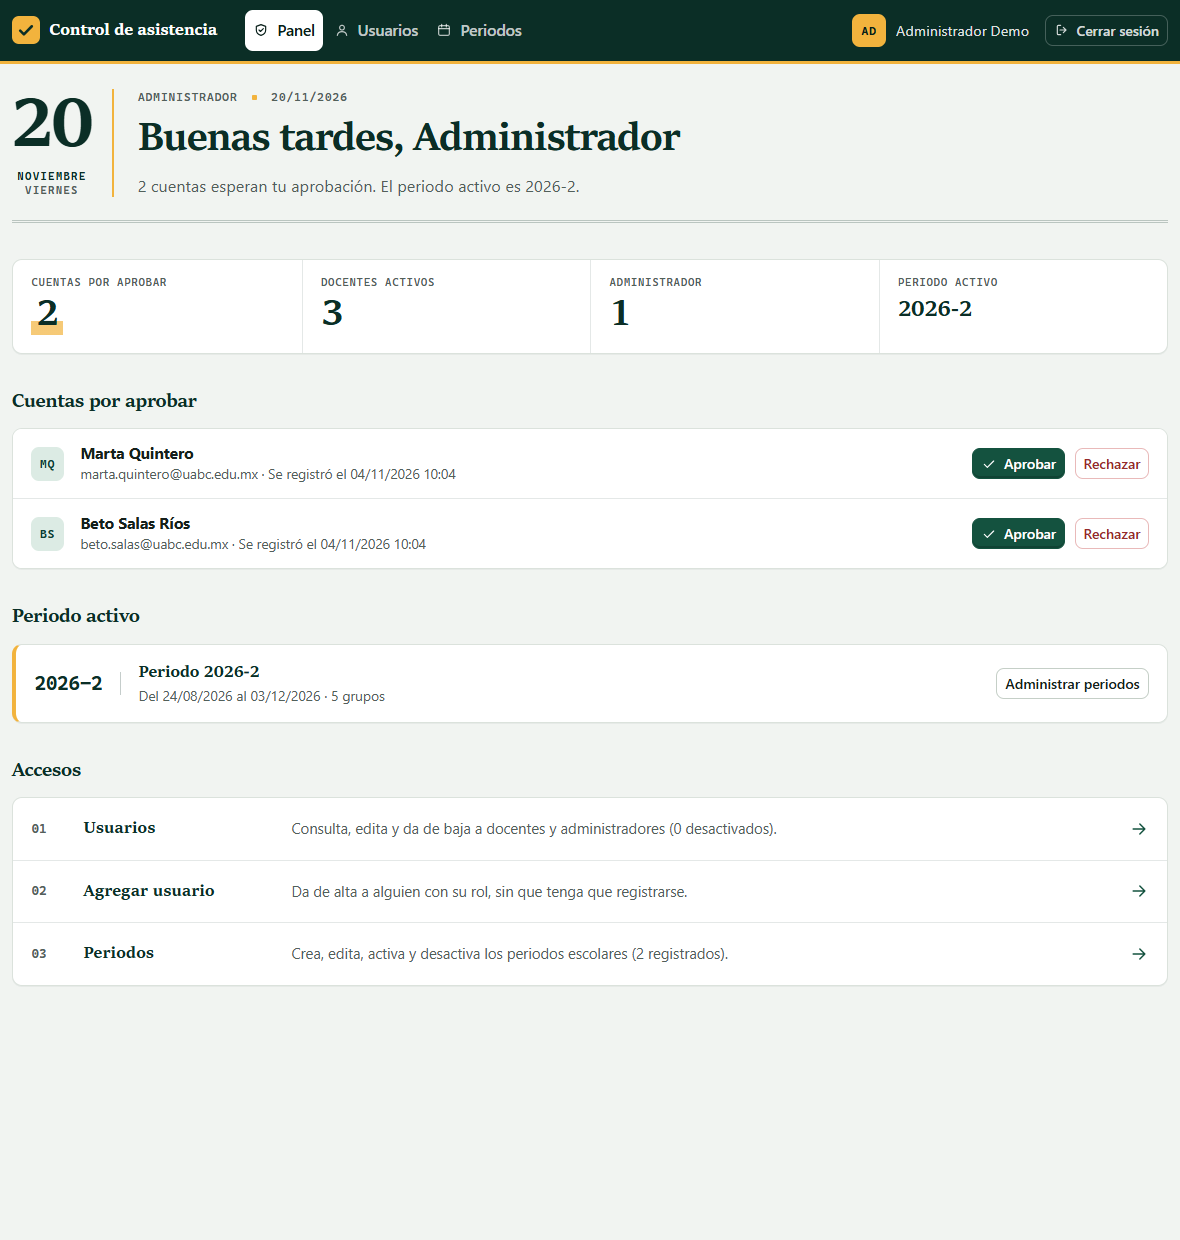 Control de asistencia
Panel
Usuarios
Periodos
AD
Administrador Demo
Cerrar sesión
20
NOVIEMBRE
VIERNES
ADMINISTRADOR
20/11/2026
Buenas tardes, Administrador
2 cuentas esperan tu aprobación. El periodo activo es 2026-2.
CUENTAS POR APROBAR
2
DOCENTES ACTIVOS
3
ADMINISTRADOR
1
PERIODO ACTIVO
2026-2
Cuentas por aprobar
MQ
Marta Quintero
marta.quintero@uabc.edu.mx · Se registró el 04/11/2026 10:04
Aprobar
Rechazar
BS
Beto Salas Ríos
beto.salas@uabc.edu.mx · Se registró el 04/11/2026 10:04
Aprobar
Rechazar
Periodo activo
2026-2
Periodo 2026-2
Del 24/08/2026 al 03/12/2026 · 5 grupos
Administrar periodos
Accesos
01
Usuarios
Consulta, edita y da de baja a docentes y administradores (0 desactivados).
02
Agregar usuario
Da de alta a alguien con su rol, sin que tenga que registrarse.
03
Periodos
Crea, edita, activa y desactiva los periodos escolares (2 registrados).